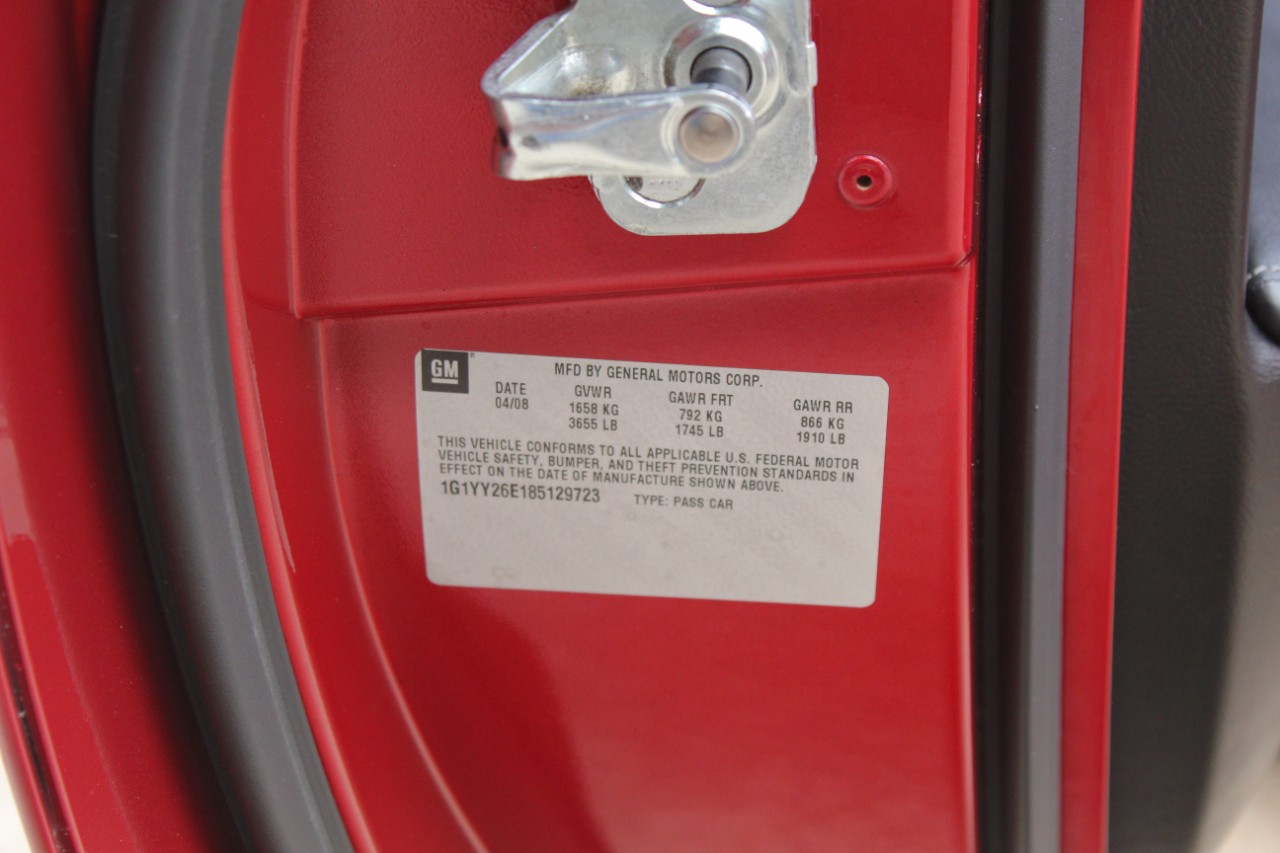 GM
MFD BY GENERAL MOTORS CORP.
DATE GVWR GAWR FRT GAWR RR
04/08 1658 KG 792 KG 866 KG
3655 LB 1745 LB 1910 LB
THIS VEHICLE CONFORMS TO ALL APPLICABLE U.S. FEDERAL MOTOR
VEHICLE SAFETY, BUMPER, AND THEFT PREVENTION STANDARDS IN
EFFECT ON THE DATE OF MANUFACTURE SHOWN ABOVE.
1G1YY26E185129723 TYPE: PASS CAR